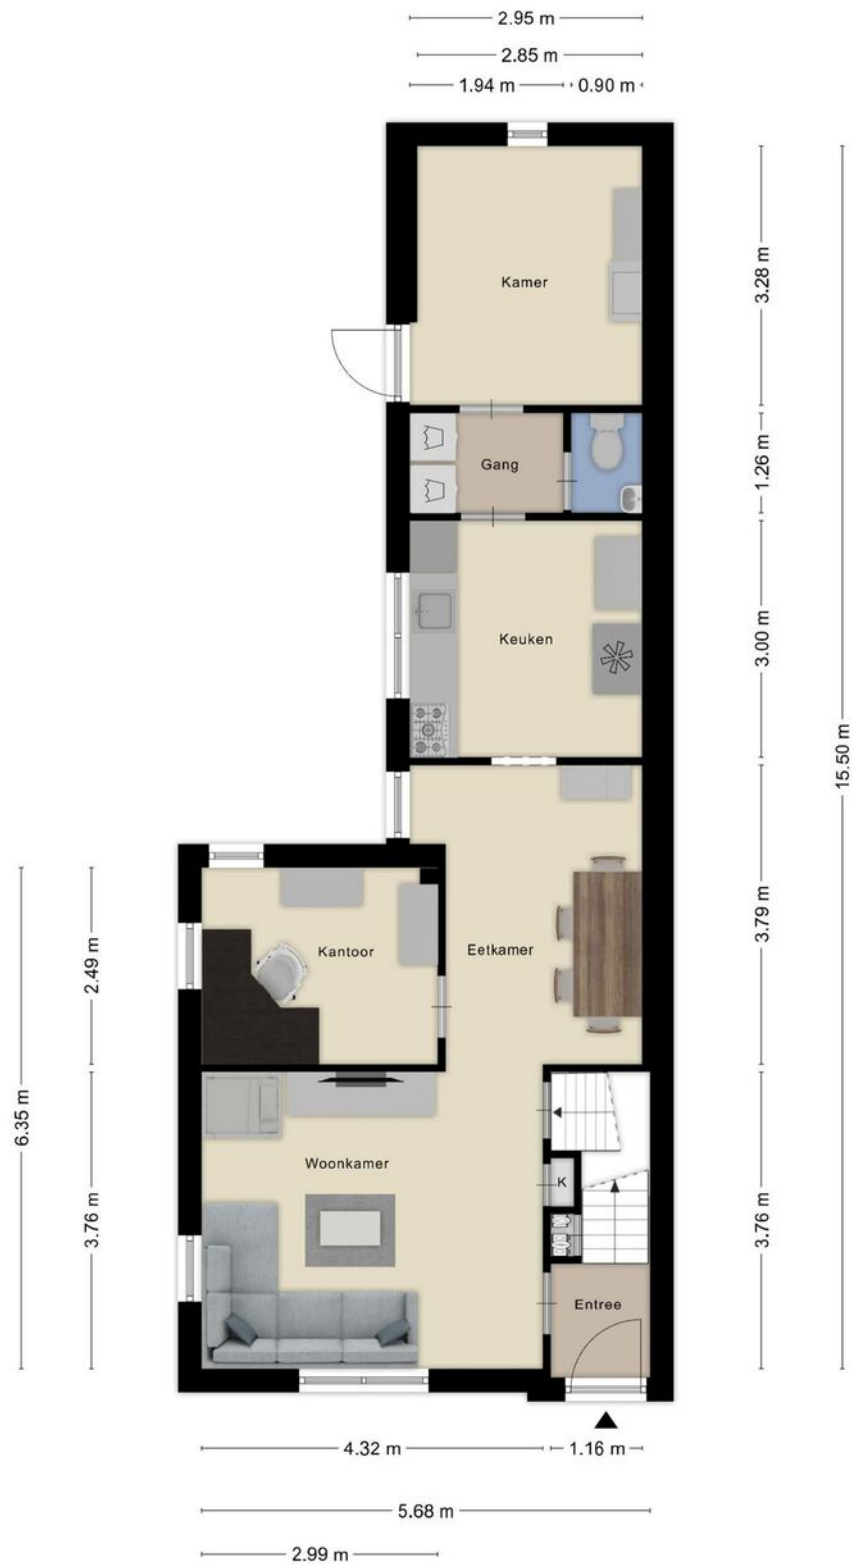 2.95 m
2.85 m
1.94 m
0.90 m
Kamer
3.28 m
Gang
1.26 m
Keuken
3.00 m
15.50 m
Kantoor
Eetkamer
2.49 m
3.79 m
6.35 m
Woonkamer
K
3.76 m
3.76 m
Entree
4.32 m
1.16 m
5.68 m
2.99 m